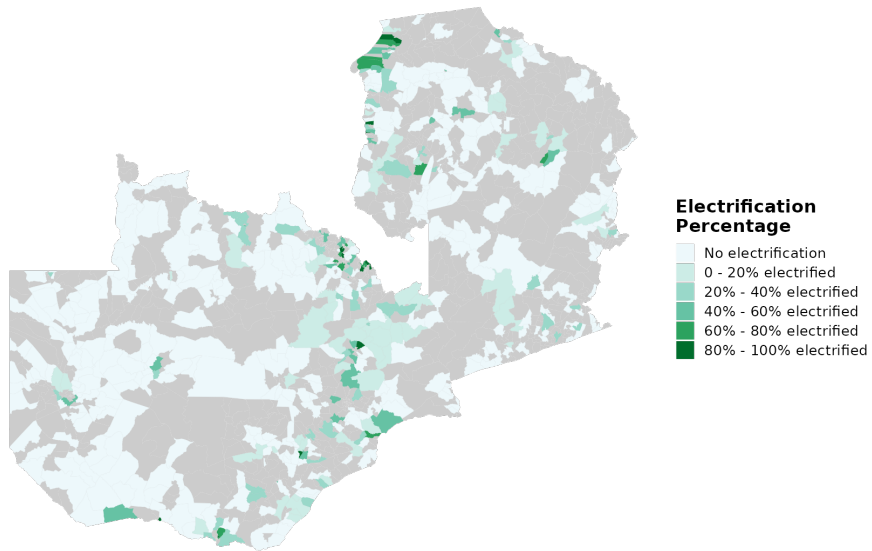 Electrification
Percentage
No electrification
0 - 20% electrified
20% - 40% electrified
40% - 60% electrified
60% - 80% electrified
80% - 100% electrified